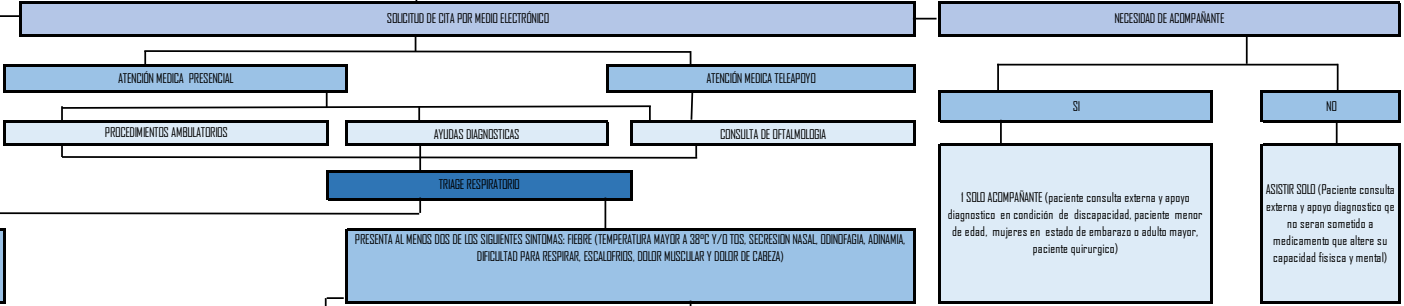 SOLICITUD DE CITA POR MEDIO ELECTRÓNICO
NECESIDAD DE ACOMPAÑANTE
ATENCIÓN MEDICA PRESENCIAL
ATENCIÓN MEDICA TELEAPOYO
SI
NO
PROCEDIMIENTOS AMBULATORIOS
AYUDAS DIAGNOSTICAS
CONSULTA DE OFTALMOLOGIA
TRIAGE RESPIRATORIO
1 SOLO ACOMPAÑANTE (paciente consulta externa y apoyo
diagnostico en condición de discapacidad, paciente menor
de edad, mujeres en estado de embarazo o adulto mayor,
paciente quirurgico)
ASISTIR SOLO (Paciente consulta
externa y apoyo diagnostico qe
no seran sometido a
medicamento que altere su
capacidad fisisca y mental)
PRESENTA AL MENOS DOS DE LOS SIGUIENTES SINTOMAS: FIEBRE (TEMPERATURA MAYOR A 38°C Y/O TOS, SECRESION NASAL, ODINOFAGIA, ADINAMIA,
DIFICULTAD PARA RESPIRAR, ESCALOFRIOS, DOLOR MUSCULAR Y DOLOR DE CABEZA)